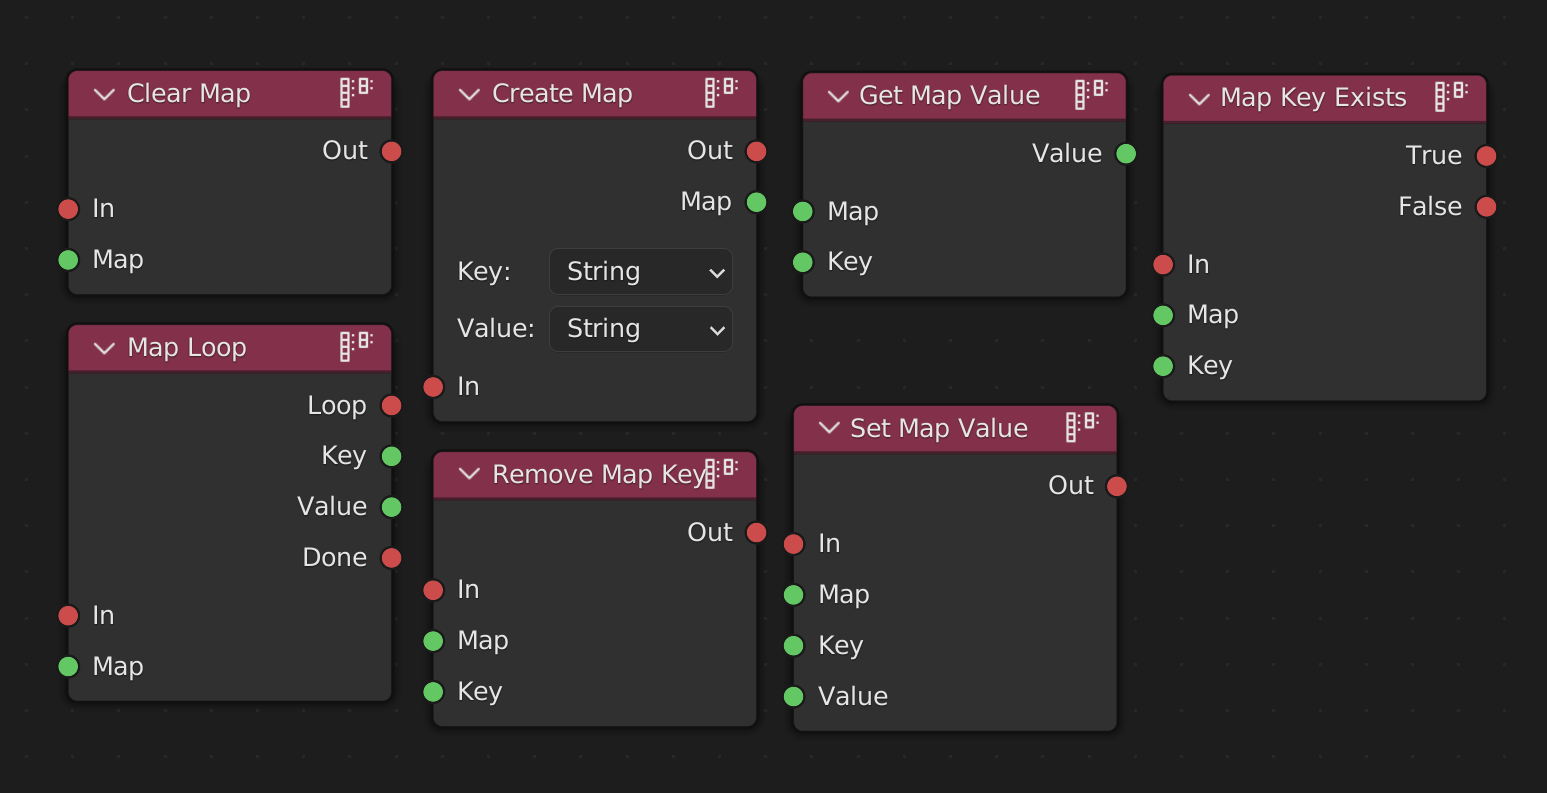 Clear Map
Out
In
Map
Map Loop
Loop
Key
Value
Done
In
Map
Create Map
Out
Map
Key: String
Value: String
In
Remove Map Key
Out
In
Map
Key
Get Map Value
Value
Map
Key
Set Map Value
Out
In
Map
Key
Value
Map Key Exists
True
False
In
Map
Key